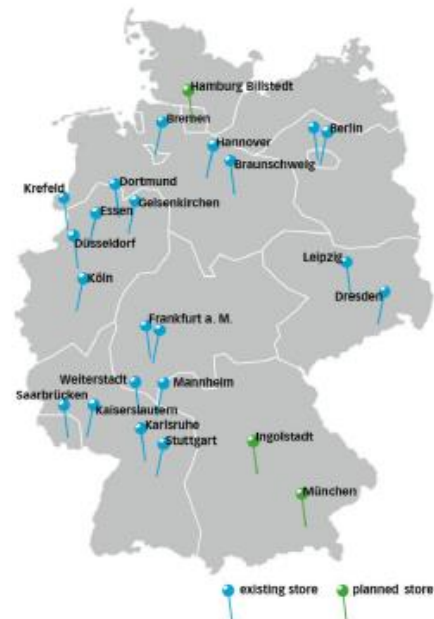 Hamburg Billstedt
Bremen
Berlin
Hannover
Braunschweig
Krefeld
Dortmund
Gelsenkirchen
Essen
Düsseldorf
Leipzig
Köln
Dresden
Frankfurt a. M.
Weiterstadt
Mannheim
Saarbrücken
Kaiserslautern
Karlsruhe
Stuttgart
Ingolstadt
München
existing store planned store